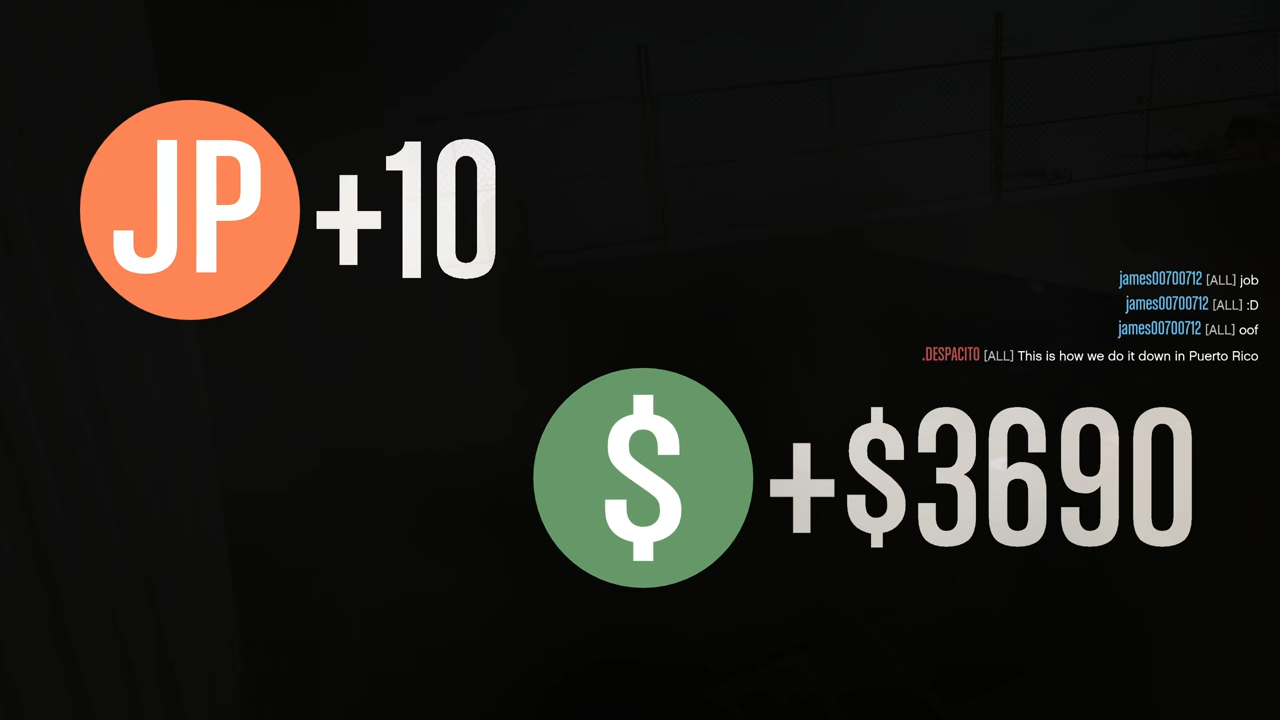 JP +10
james00700712 [ALL] job
james00700712 [ALL] :D
james00700712 [ALL] oof
.DESPACITO [ALL] This is how we do it down in Puerto Rico
$ +$3690